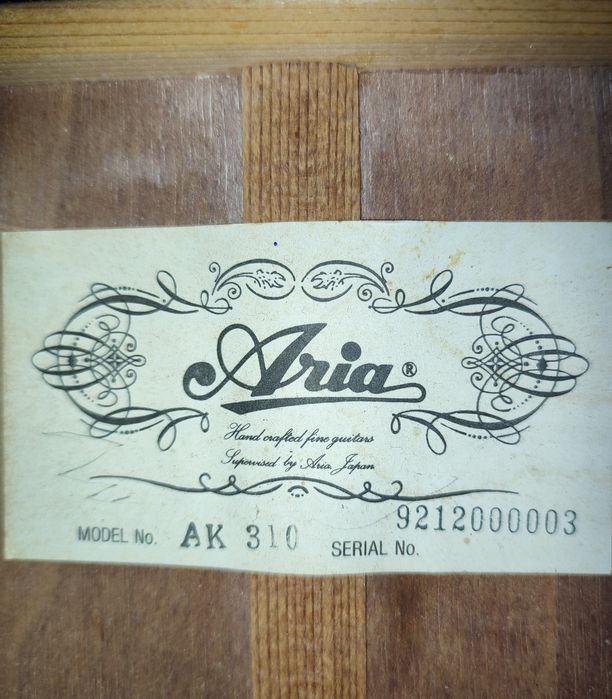 Aria®
Hand crafted fine guitars
Supervised by Aria, Japan
MODEL No. AK 310 SERIAL No. 9212000003